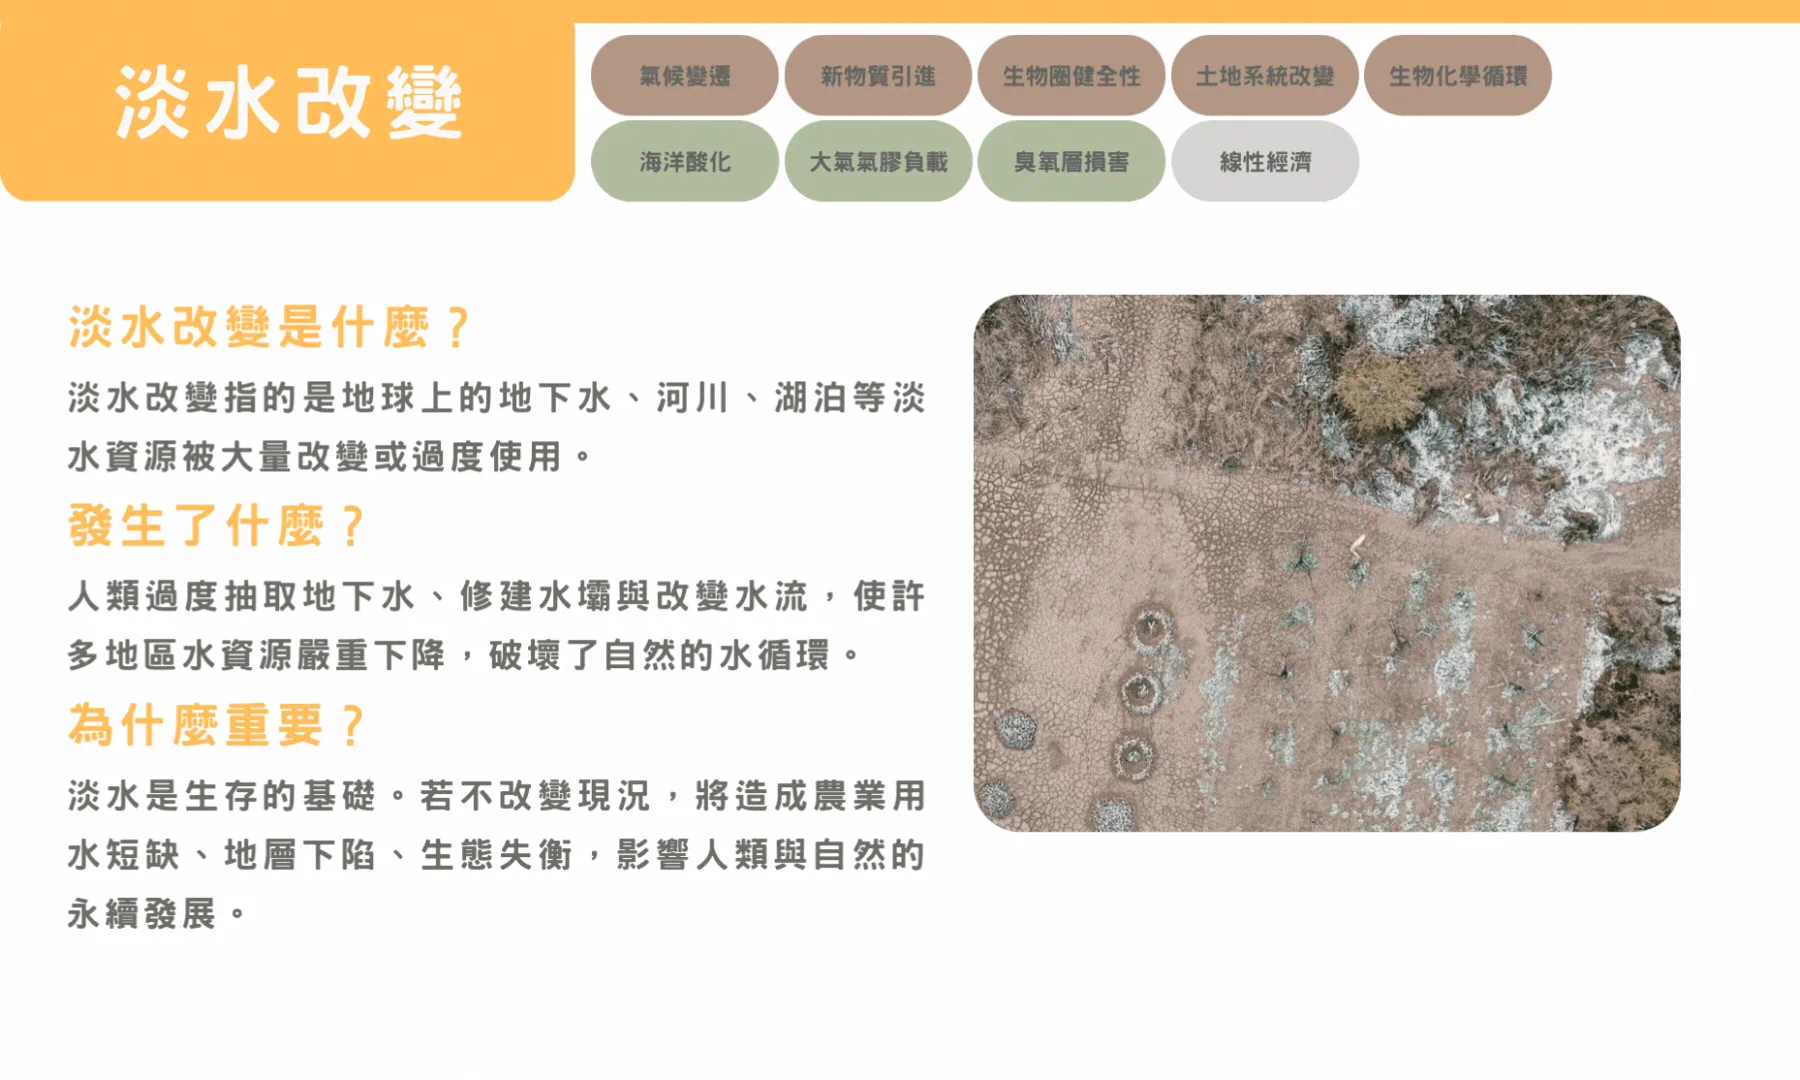 淡水改變
氣候變遷
新物質引進
生物圈健全性
土地系統改變
生物化學循環
海洋酸化
大氣氣膠負載
臭氧層損害
線性經濟
淡水改變是什麼？
淡水改變指的是地球上的地下水、河川、湖泊等淡
水資源被大量改變或過度使用。
發生了什麼？
人類過度抽取地下水、修建水壩與改變水流，使許
多地區水資源嚴重下降，破壞了自然的水循環。
為什麼重要？
淡水是生存的基礎。若不改變現況，將造成農業用
水短缺、地層下陷、生態失衡，影響人類與自然的
永續發展。